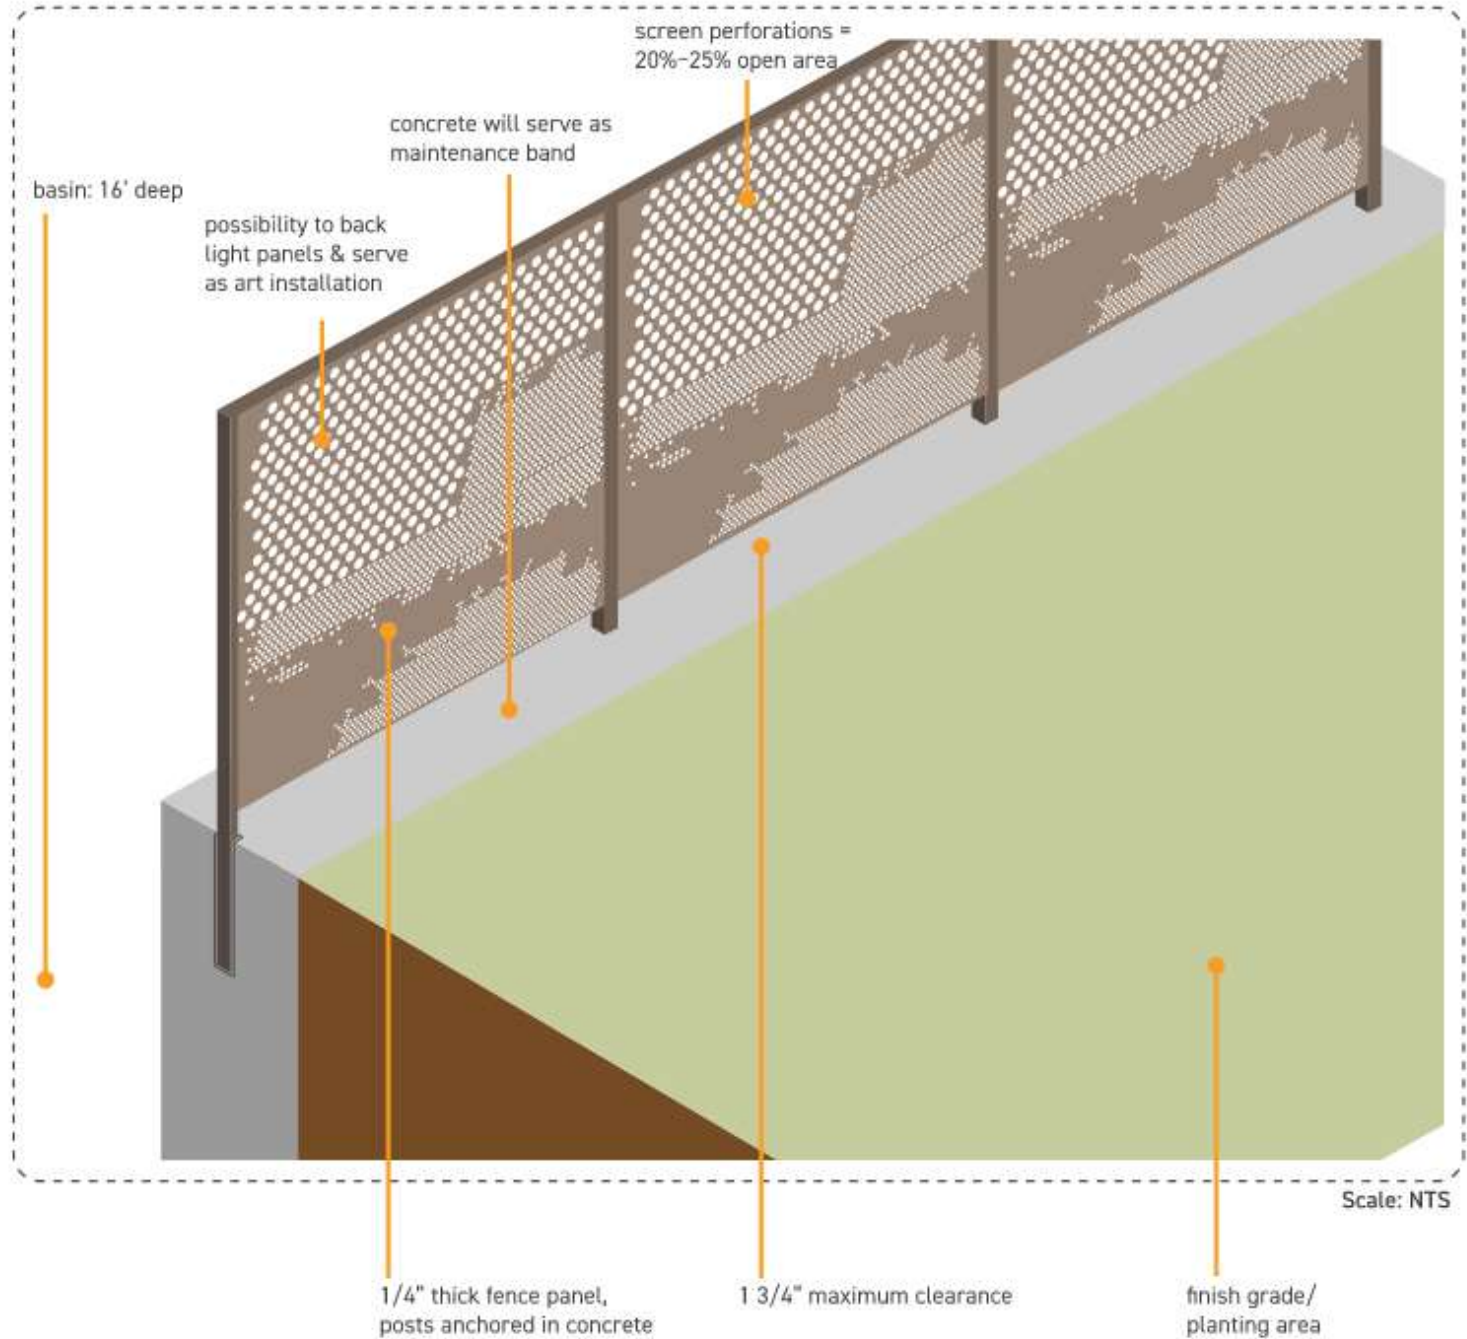 screen perforations =
20%-25% open area
concrete will serve as
maintenance band
basin: 16' deep
possibility to back
light panels & serve
as art installation
Scale: NTS
1/4" thick fence panel,
posts anchored in concrete
1 3/4" maximum clearance
finish grade/
planting area